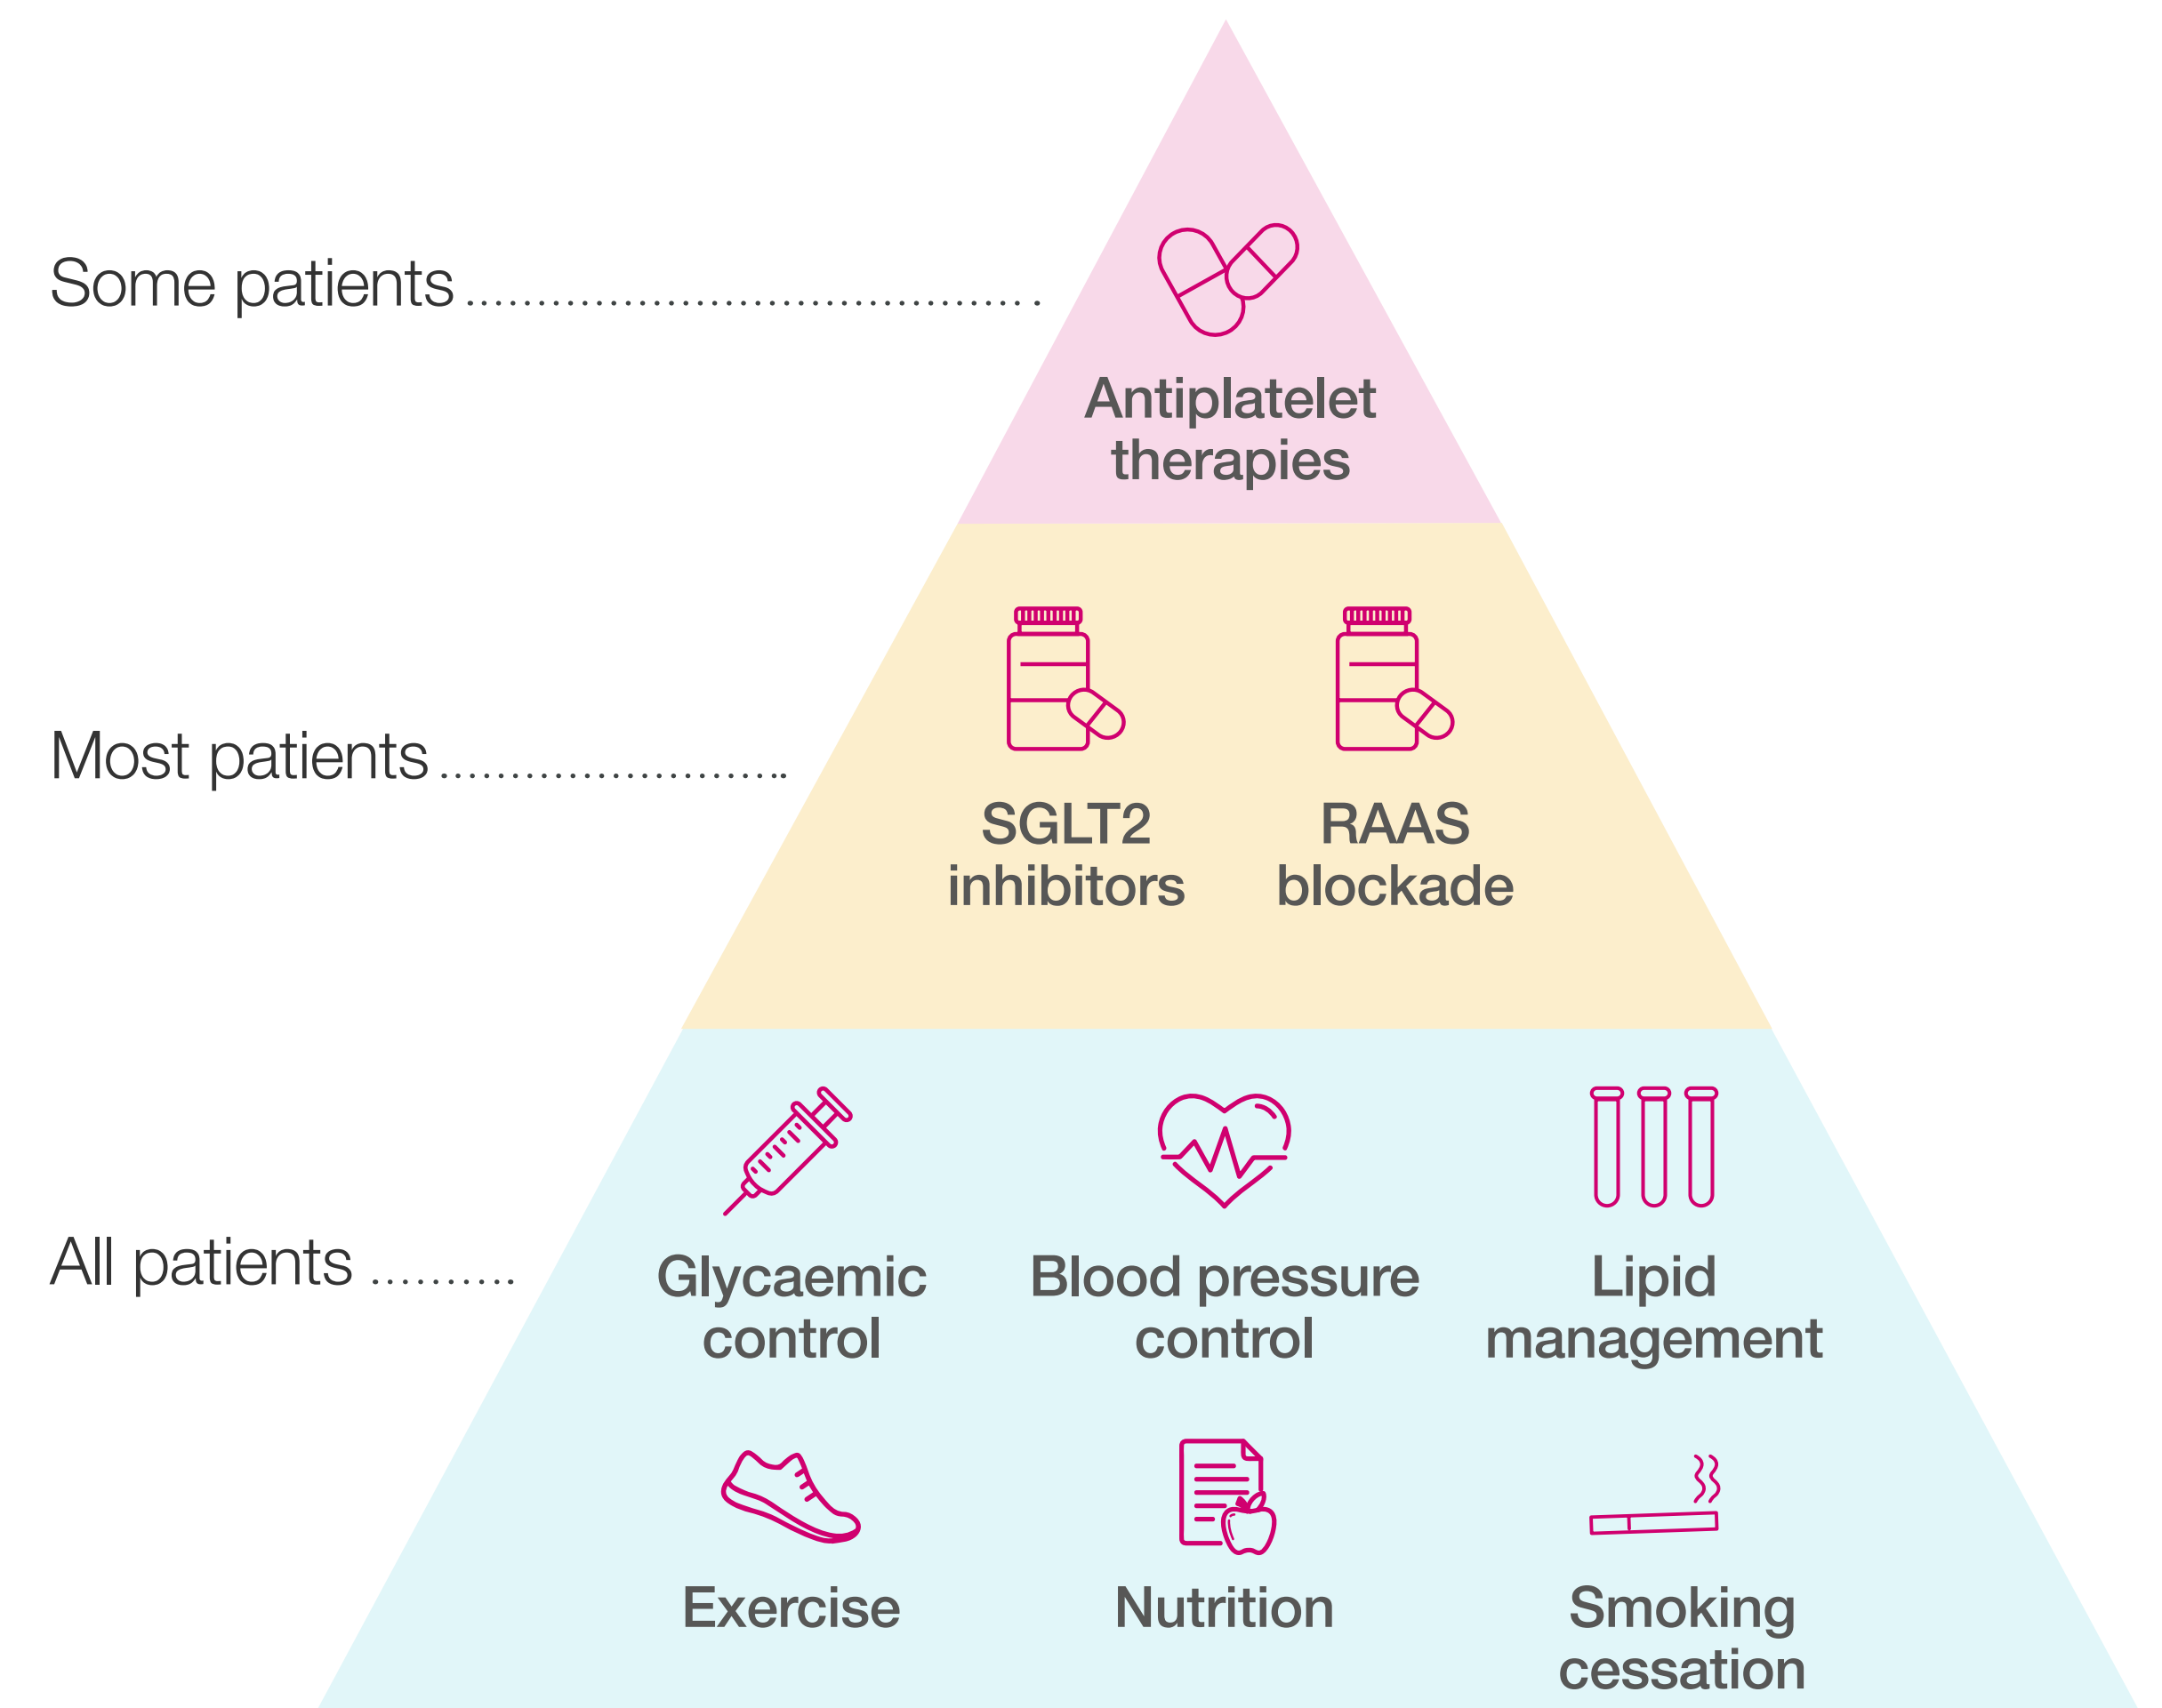 Some patients
Antiplatelet
therapies
Most patients
SGLT2
inhibitors
RAAS
blockade
All patients
Glycaemic
control
Blood pressure
control
Lipid
management
Exercise
Nutrition
Smoking
cessation